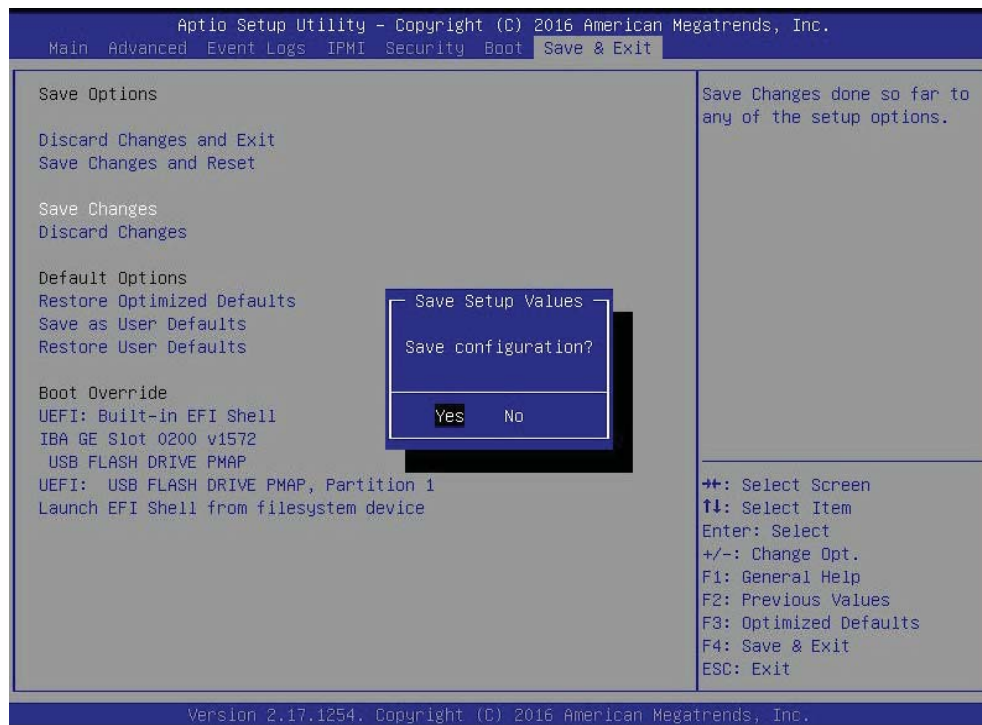 Aptio Setup Utility – Copyright (C) 2016 American Megatrends, Inc.
Main Advanced Event Logs IPMI Security Boot Save & Exit
Save Options
Discard Changes and Exit
Save Changes and Reset
Save Changes
Discard Changes
Default Options
Restore Optimized Defaults
Save as User Defaults
Restore User Defaults
Boot Override
UEFI: Built-in EFI Shell
IBA GE Slot 0200 v1572
USB FLASH DRIVE PMAP
UEFI: USB FLASH DRIVE PMAP, Partition 1
Launch EFI Shell from filesystem device
Save Setup Values
Save configuration?
Yes No
Save Changes done so far to
any of the setup options.
→←: Select Screen
↑↓: Select Item
Enter: Select
+/-: Change Opt.
F1: General Help
F2: Previous Values
F3: Optimized Defaults
F4: Save & Exit
ESC: Exit
Version 2.17.1254. Copyright (C) 2016 American Megatrends, Inc.